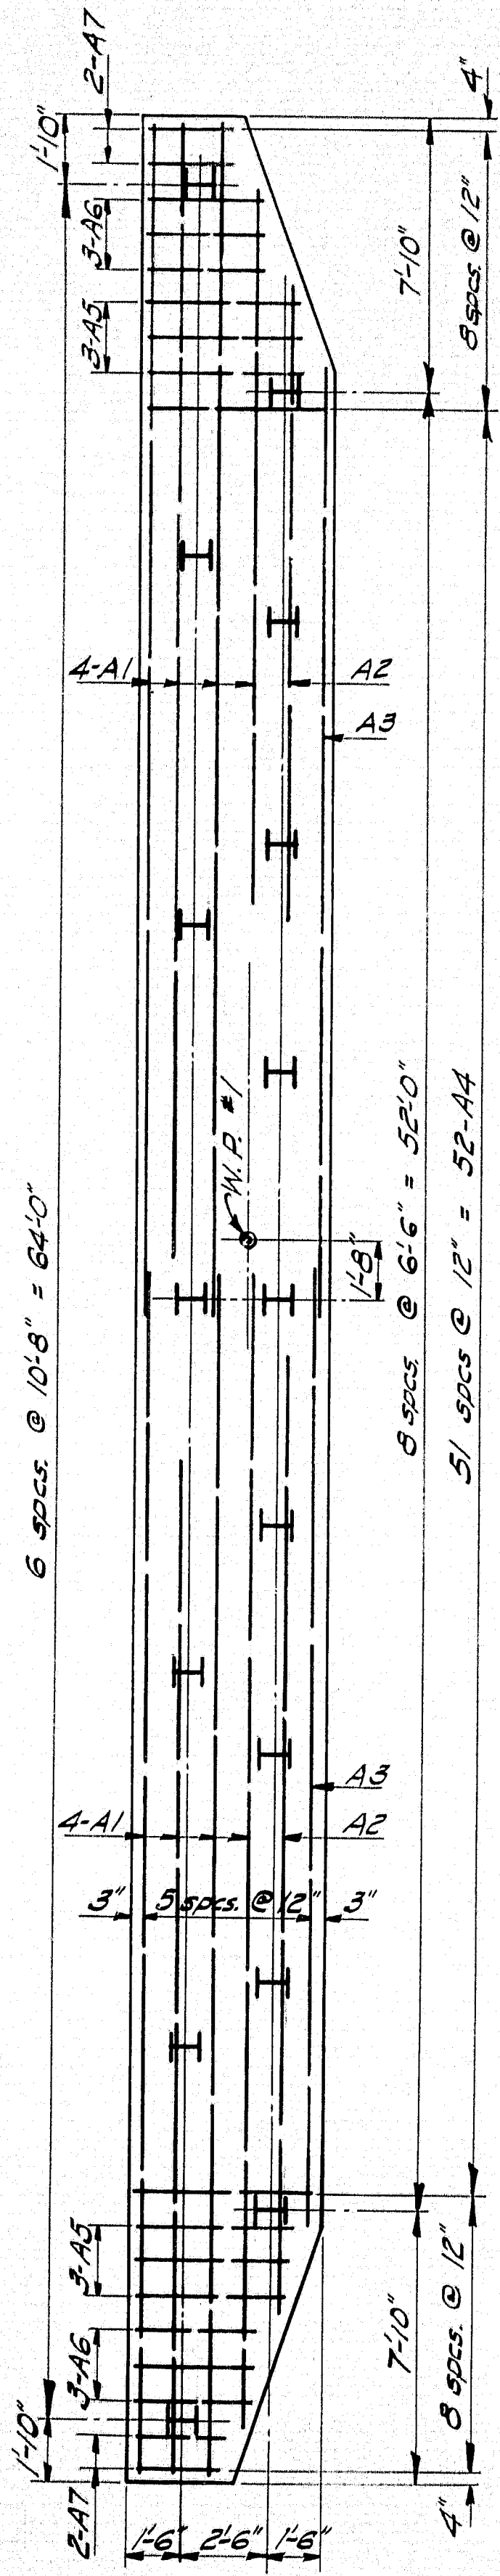 6 spcs. @ 10'-8" = 64'-0"
1'-10"
2-A7
3-A6
3-A5
4-A1
A2
A3
W.P. #1
1'-8"
7'-10"
4"
8 spcs. @ 12"
8 spcs. @ 6'-6" = 52'-0"
51 spcs @ 12" = 52-A4
4-A1
A2
A3
3"
5 spcs. @ 12"
3"
3-A5
3-A6
1'-10"
2-A7
1'-6"
2'-6"
1'-6"
7'-10"
8 spcs. @ 12"
4"